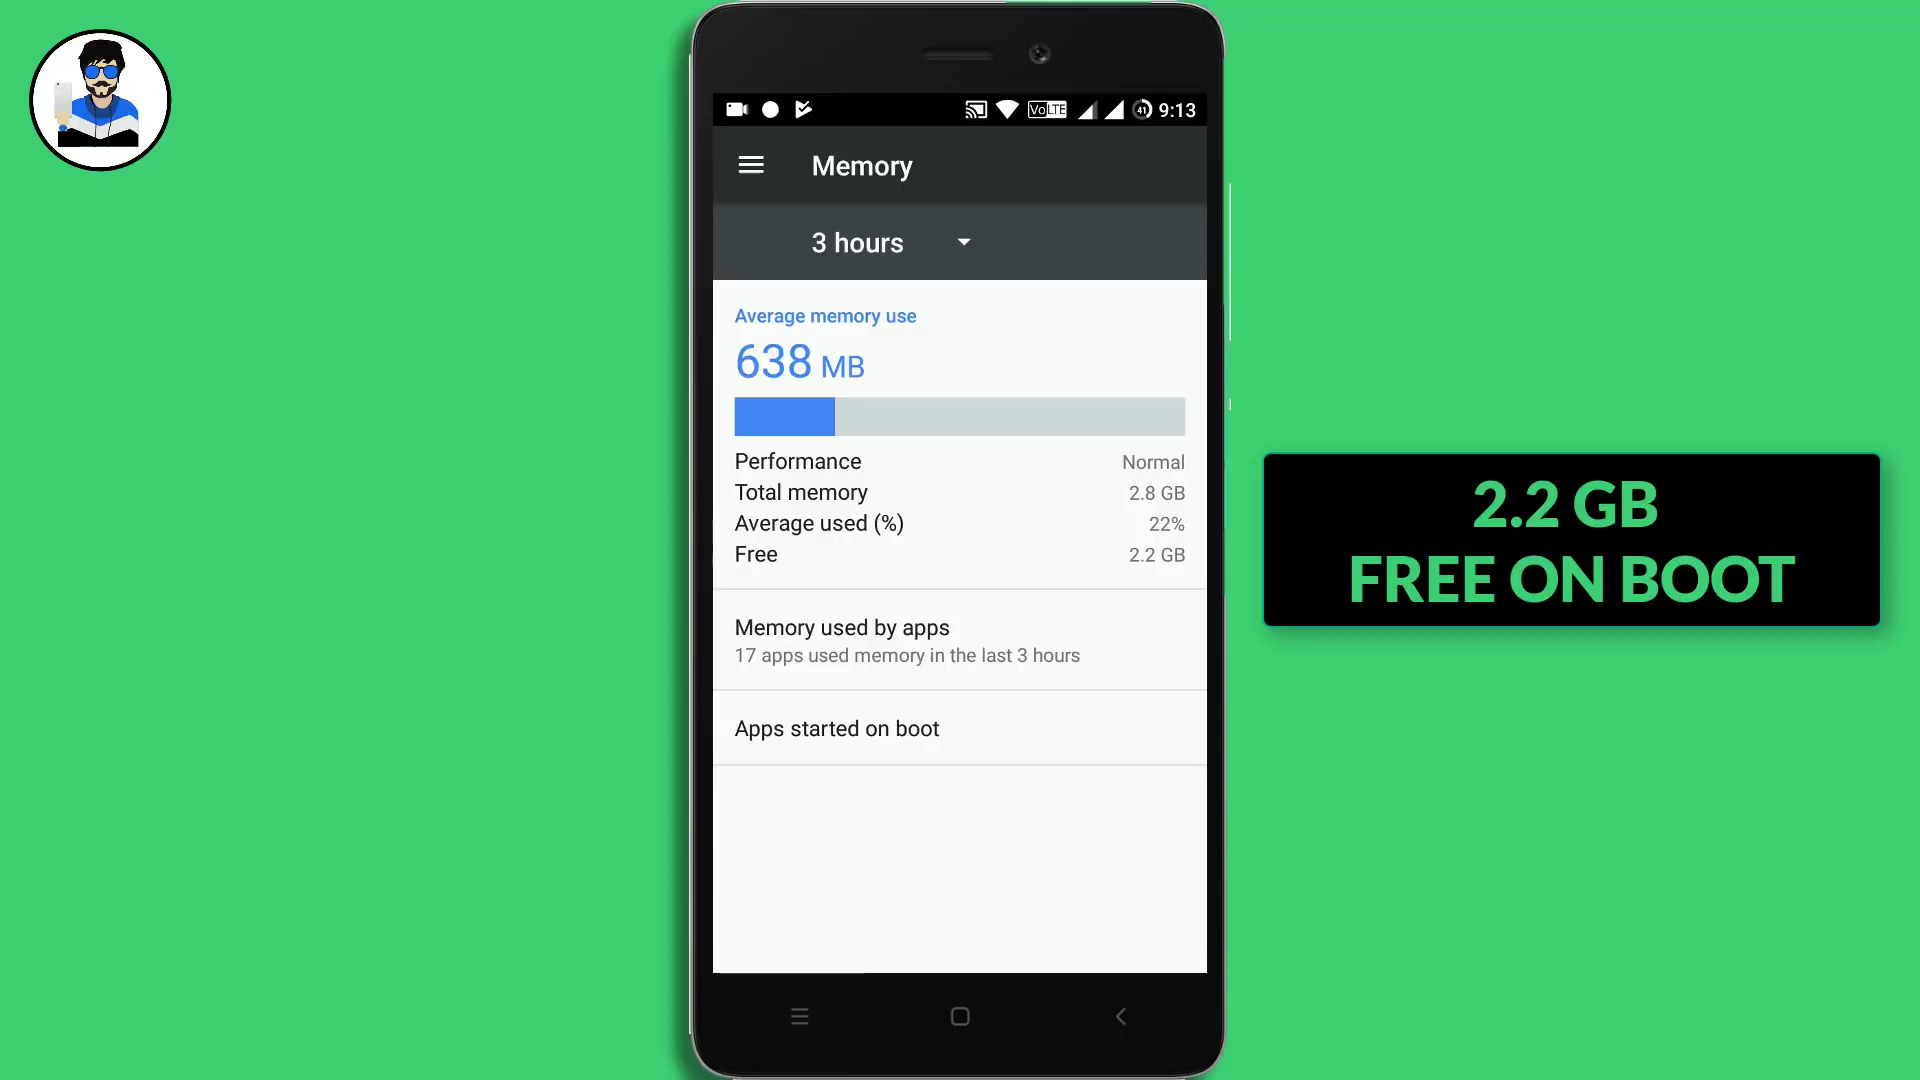 VoLTE 41 9:13
Memory
3 hours
Average memory use
638 MB
Performance Normal
Total memory 2.8 GB
Average used (%) 22%
Free 2.2 GB
Memory used by apps
17 apps used memory in the last 3 hours
Apps started on boot
2.2 GB
FREE ON BOOT